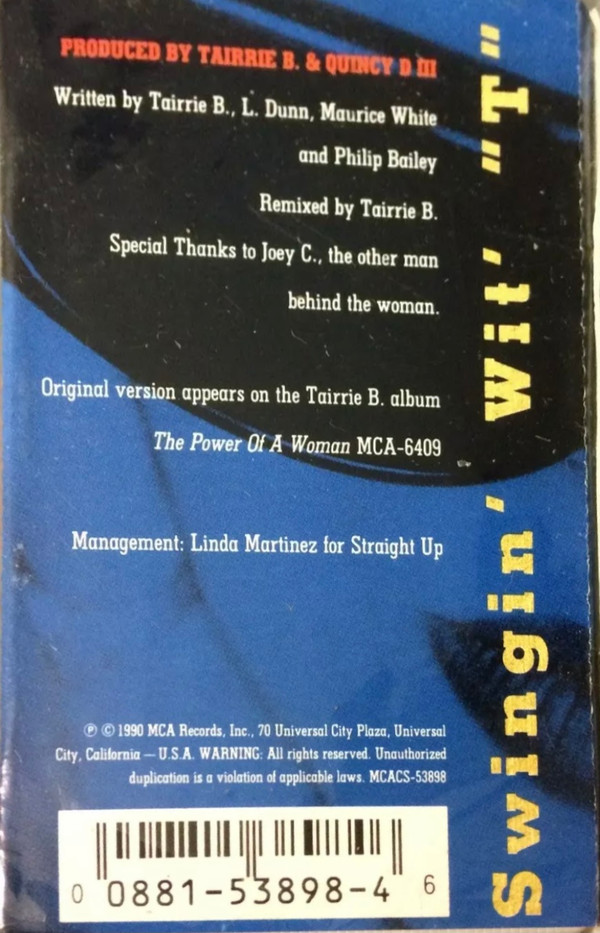 PRODUCED BY TAIRRIE B. & QUINCY D III
Written by Tairrie B., L. Dunn, Maurice White
and Philip Bailey
Remixed by Tairrie B.
Special Thanks to Joey C., the other man
behind the woman.
Original version appears on the Tairrie B. album
The Power Of A Woman MCA-6409
Management: Linda Martinez for Straight Up
℗ © 1990 MCA Records, Inc., 70 Universal City Plaza, Universal
City, California — U.S.A. WARNING: All rights reserved. Unauthorized
duplication is a violation of applicable laws. MCACS-53898
0 0881-53898-4 6
Swingin' Wit' "T"